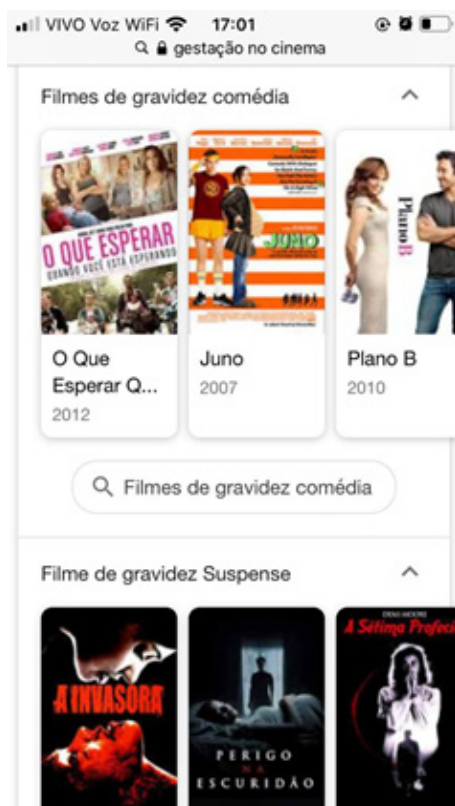 VIVO Voz WiFi 17:01
gestação no cinema
Filmes de gravidez comédia
O QUE ESPERAR
QUANDO VOCÊ ESTÁ ESPERANDO
JUNO
Plano B
O Que
Esperar Q...
2012
Juno
2007
Plano B
2010
Filmes de gravidez comédia
Filme de gravidez Suspense
A INVASORA
PERIGO
NA
ESCURIDÃO
DEMI MOORE
A Sétima Profeci